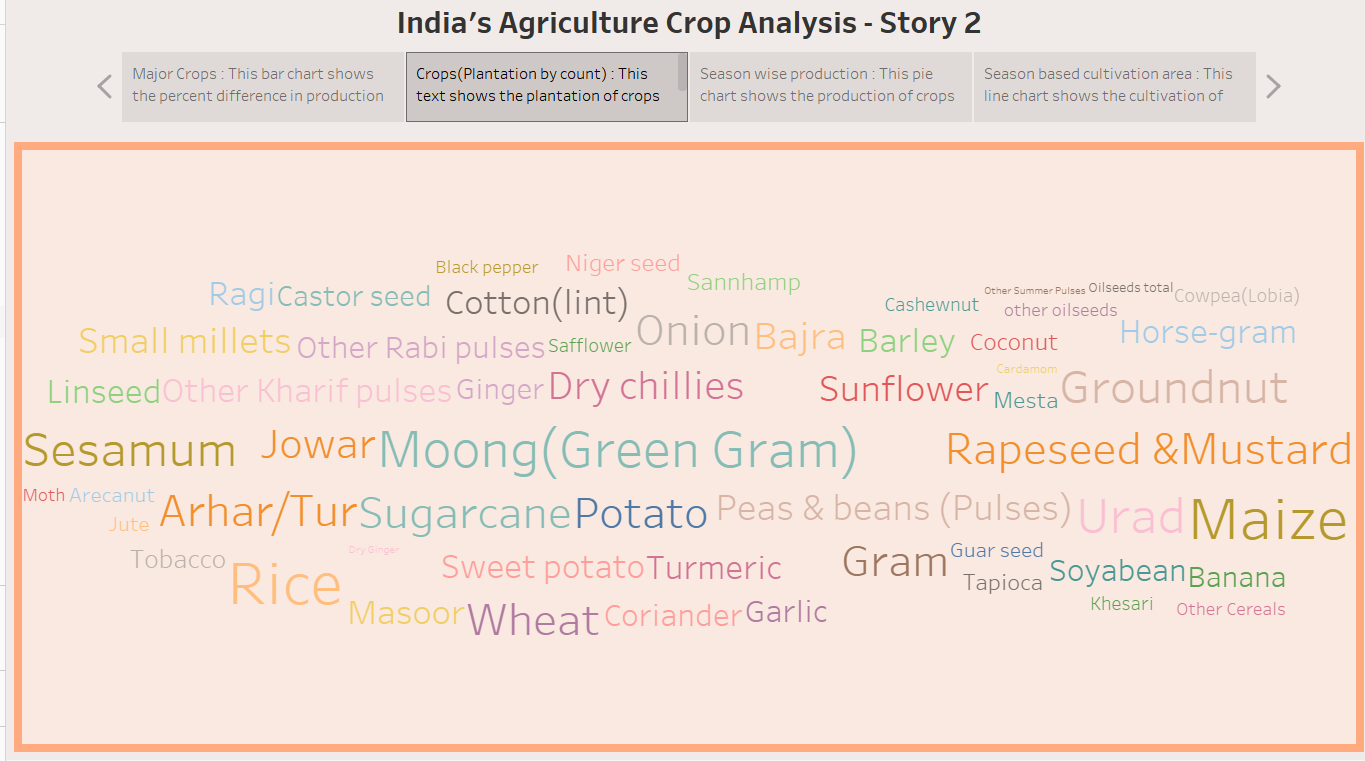 India's Agriculture Crop Analysis - Story 2
Major Crops : This bar chart shows
the percent difference in production
Crops(Plantation by count) : This
text shows the plantation of crops
Season wise production : This pie
chart shows the production of crops
Season based cultivation area : This
line chart shows the cultivation of
Black pepper
Niger seed
Sannhamp
Ragi
Castor seed
Cotton(lint)
Cashewnut
Other Summer Pulses
Oilseeds total
Cowpea(Lobia)
other oilseeds
Small millets
Other Rabi pulses
Safflower
Onion
Bajra
Barley
Coconut
Horse-gram
Linseed
Other Kharif pulses
Ginger
Dry chillies
Sunflower
Cardamom
Mesta
Groundnut
Sesamum
Jowar
Moong(Green Gram)
Rapeseed &Mustard
Moth
Arecanut
Jute
Arhar/Tur
Sugarcane
Potato
Peas & beans (Pulses)
Urad
Maize
Tobacco
Rice
Dry Ginger
Sweet potato
Turmeric
Gram
Guar seed
Tapioca
Soyabean
Banana
Masoor
Wheat
Coriander
Garlic
Khesari
Other Cereals